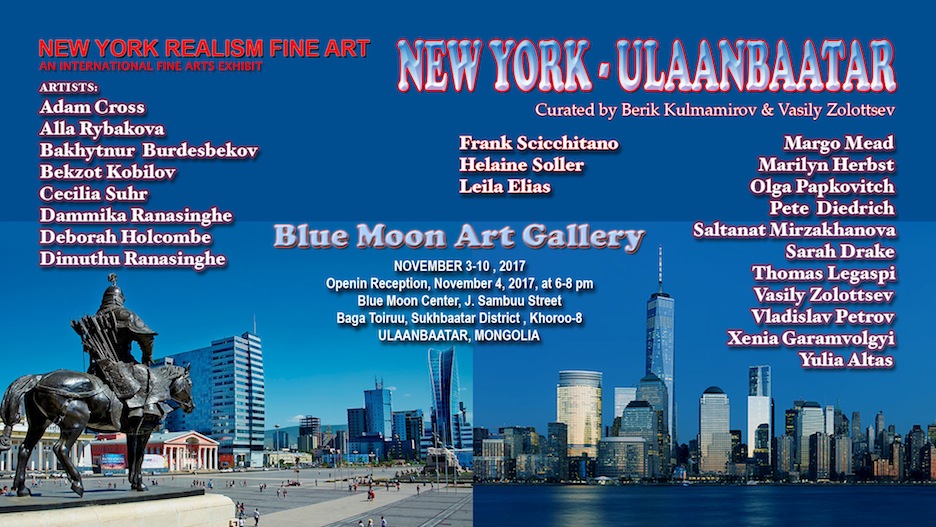 NEW YORK REALISM FINE ART
AN INTERNATIONAL FINE ARTS EXHIBIT
NEW YORK - ULAANBAATAR
Curated by Berik Kulmamirov & Vasily Zolottsev
ARTISTS:
Adam Cross
Alla Rybakova
Bakhytnur Burdesbekov
Bekzot Kobilov
Cecilia Suhr
Dammika Ranasinghe
Deborah Holcombe
Dimuthu Ranasinghe
Frank Scicchitano
Helaine Soller
Leila Elias
Margo Mead
Marilyn Herbst
Olga Papkovitch
Pete Diedrich
Saltanat Mirzakhanova
Sarah Drake
Thomas Legaspi
Vasily Zolottsev
Vladislav Petrov
Xenia Garamvolgyi
Yulia Altas
Blue Moon Art Gallery
NOVEMBER 3-10 , 2017
Openin Reception, November 4, 2017, at 6-8 pm
Blue Moon Center, J. Sambuu Street
Baga Toiruu, Sukhbaatar District , Khoroo-8
ULAANBAATAR, MONGOLIA